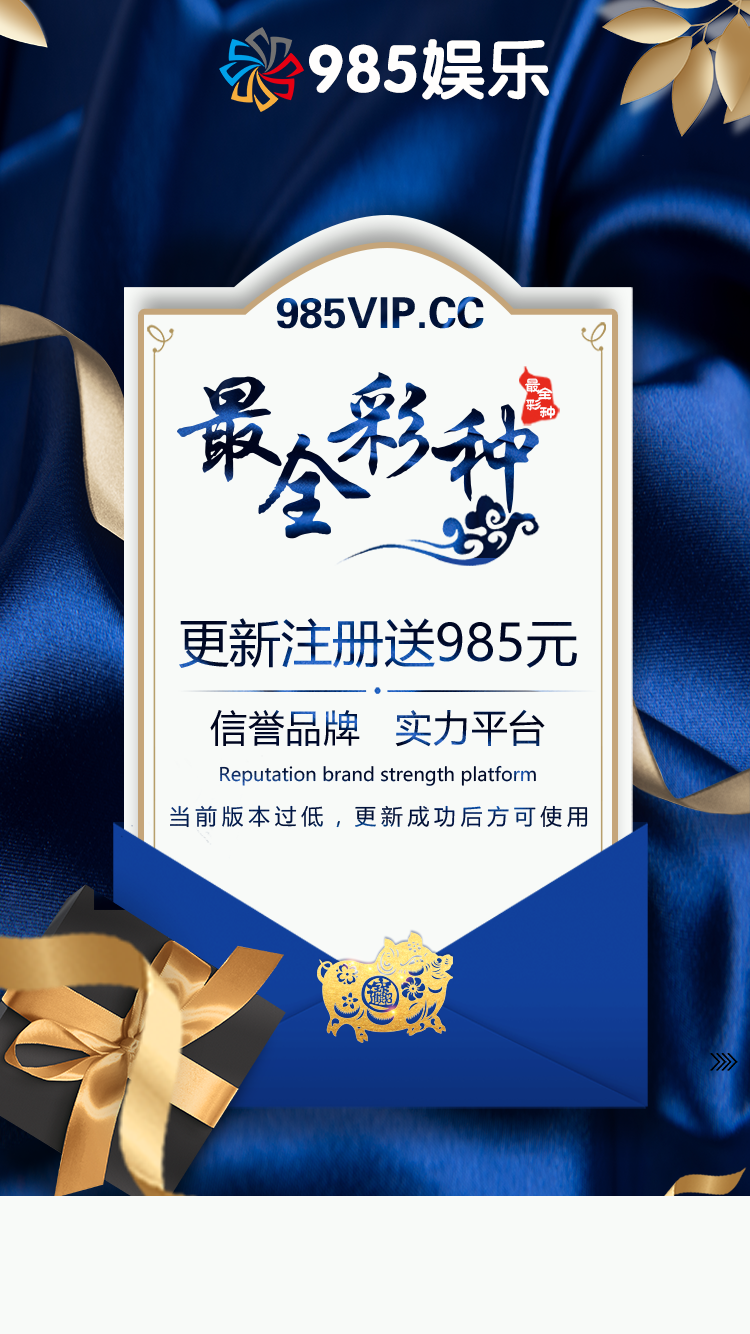 985娱乐
985VIP.CC
最全彩种
最全彩种
更新注册送985元
信誉品牌 实力平台
Reputation brand strength platform
当前版本过低，更新成功后方可使用